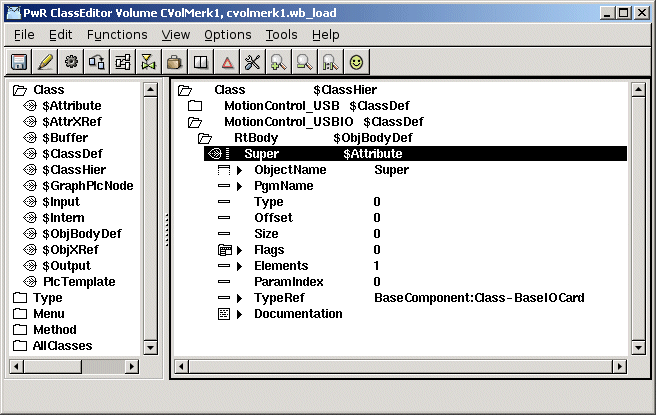 PwR ClassEditor Volume CVolMerk1, cvolmerk1.wb_load
File Edit Functions View Options Tools Help
Class
$Attribute
$AttrXRef
$Buffer
$ClassDef
$ClassHier
$GraphPlcNode
$Input
$Intern
$ObjBodyDef
$ObjXRef
$Output
PlcTemplate
Type
Menu
Method
AllClasses
Class $ClassHier
MotionControl_USB $ClassDef
MotionControl_USBIO $ClassDef
RtBody $ObjBodyDef
Super $Attribute
ObjectName Super
PgmName
Type 0
Offset 0
Size 0
Flags 0
Elements 1
ParamIndex 0
TypeRef BaseComponent:Class-BaseIOCard
Documentation